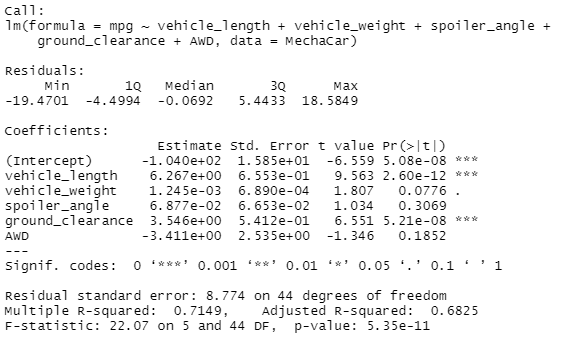 Call:
lm(formula = mpg ~ vehicle_length + vehicle_weight + spoiler_angle +
    ground_clearance + AWD, data = MechaCar)
Residuals:
     Min       1Q   Median       3Q      Max
-19.4701  -4.4994  -0.0692   5.4433  18.5849
Coefficients:
                   Estimate Std. Error t value Pr(>|t|)
(Intercept)      -1.040e+02  1.585e+01  -6.559 5.08e-08 ***
vehicle_length    6.267e+00  6.553e-01   9.563 2.60e-12 ***
vehicle_weight    1.245e-03  6.890e-04   1.807   0.0776 .
spoiler_angle     6.877e-02  6.653e-02   1.034   0.3069
ground_clearance  3.546e+00  5.412e-01   6.551 5.21e-08 ***
AWD              -3.411e+00  2.535e+00  -1.346   0.1852
---
Signif. codes:  0 ‘***’ 0.001 ‘**’ 0.01 ‘*’ 0.05 ‘.’ 0.1 ‘ ’ 1
Residual standard error: 8.774 on 44 degrees of freedom
Multiple R-squared:  0.7149,	Adjusted R-squared:  0.6825
F-statistic: 22.07 on 5 and 44 DF,  p-value: 5.35e-11